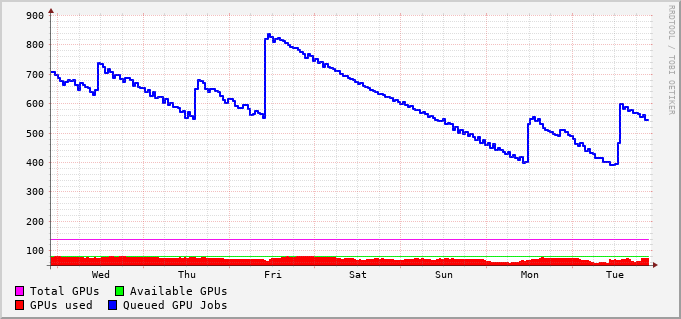 900
800
700
600
500
400
300
200
100
Wed Thu Fri Sat Sun Mon Tue
Total GPUs Available GPUs
GPUs used Queued GPU Jobs
RRDTOOL / TOBI OETIKER